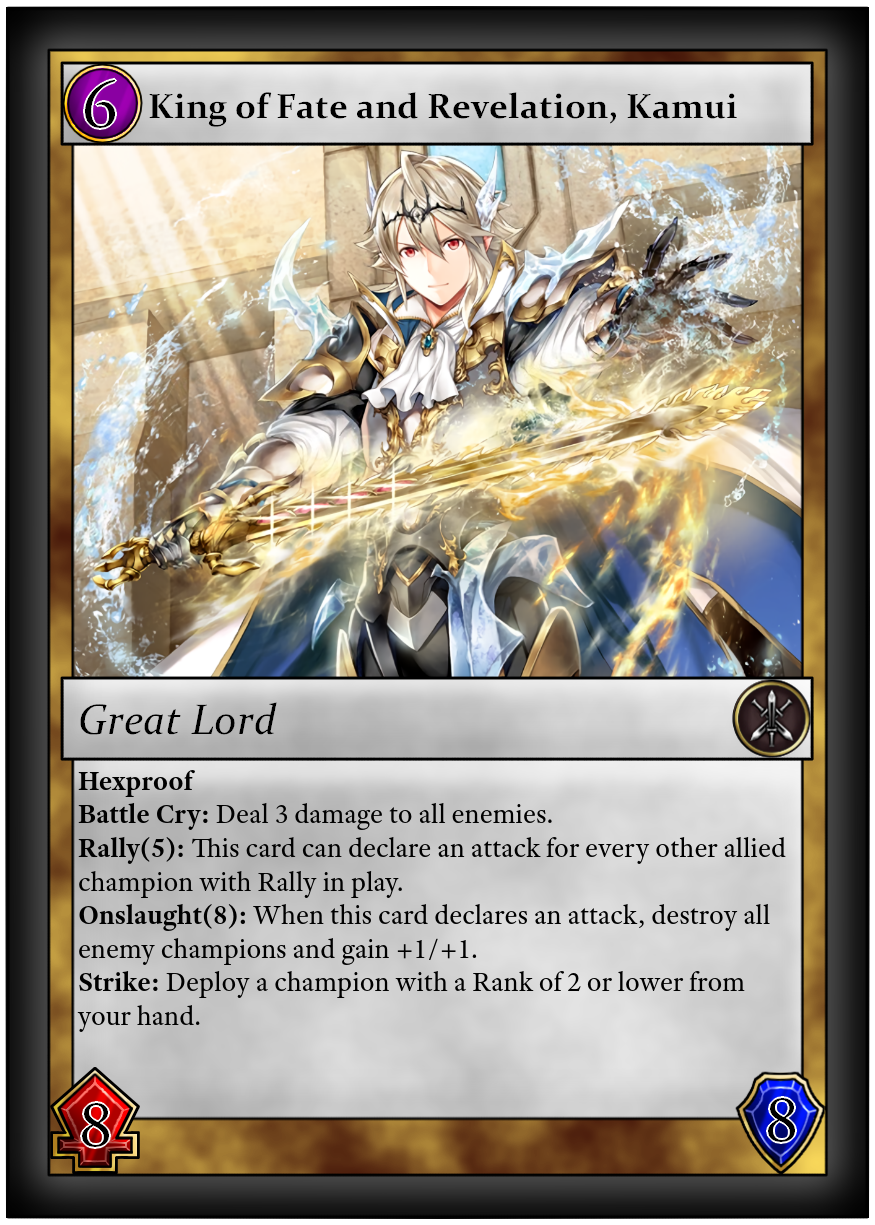 6
King of Fate and Revelation, Kamui
Great Lord
Hexproof
Battle Cry: Deal 3 damage to all enemies.
Rally(5): This card can declare an attack for every other allied
champion with Rally in play.
Onslaught(8): When this card declares an attack, destroy all
enemy champions and gain +1/+1.
Strike: Deploy a champion with a Rank of 2 or lower from
your hand.
8
8